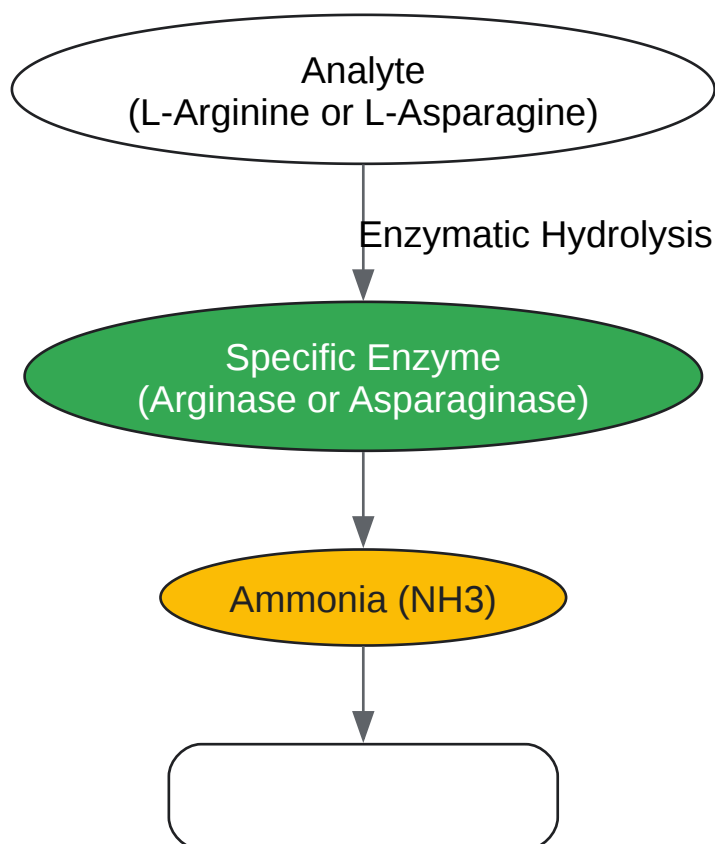 Analyte
(L-Arginine or L-Asparagine)
Enzymatic Hydrolysis
Specific Enzyme
(Arginase or Asparaginase)
Ammonia (NH3)